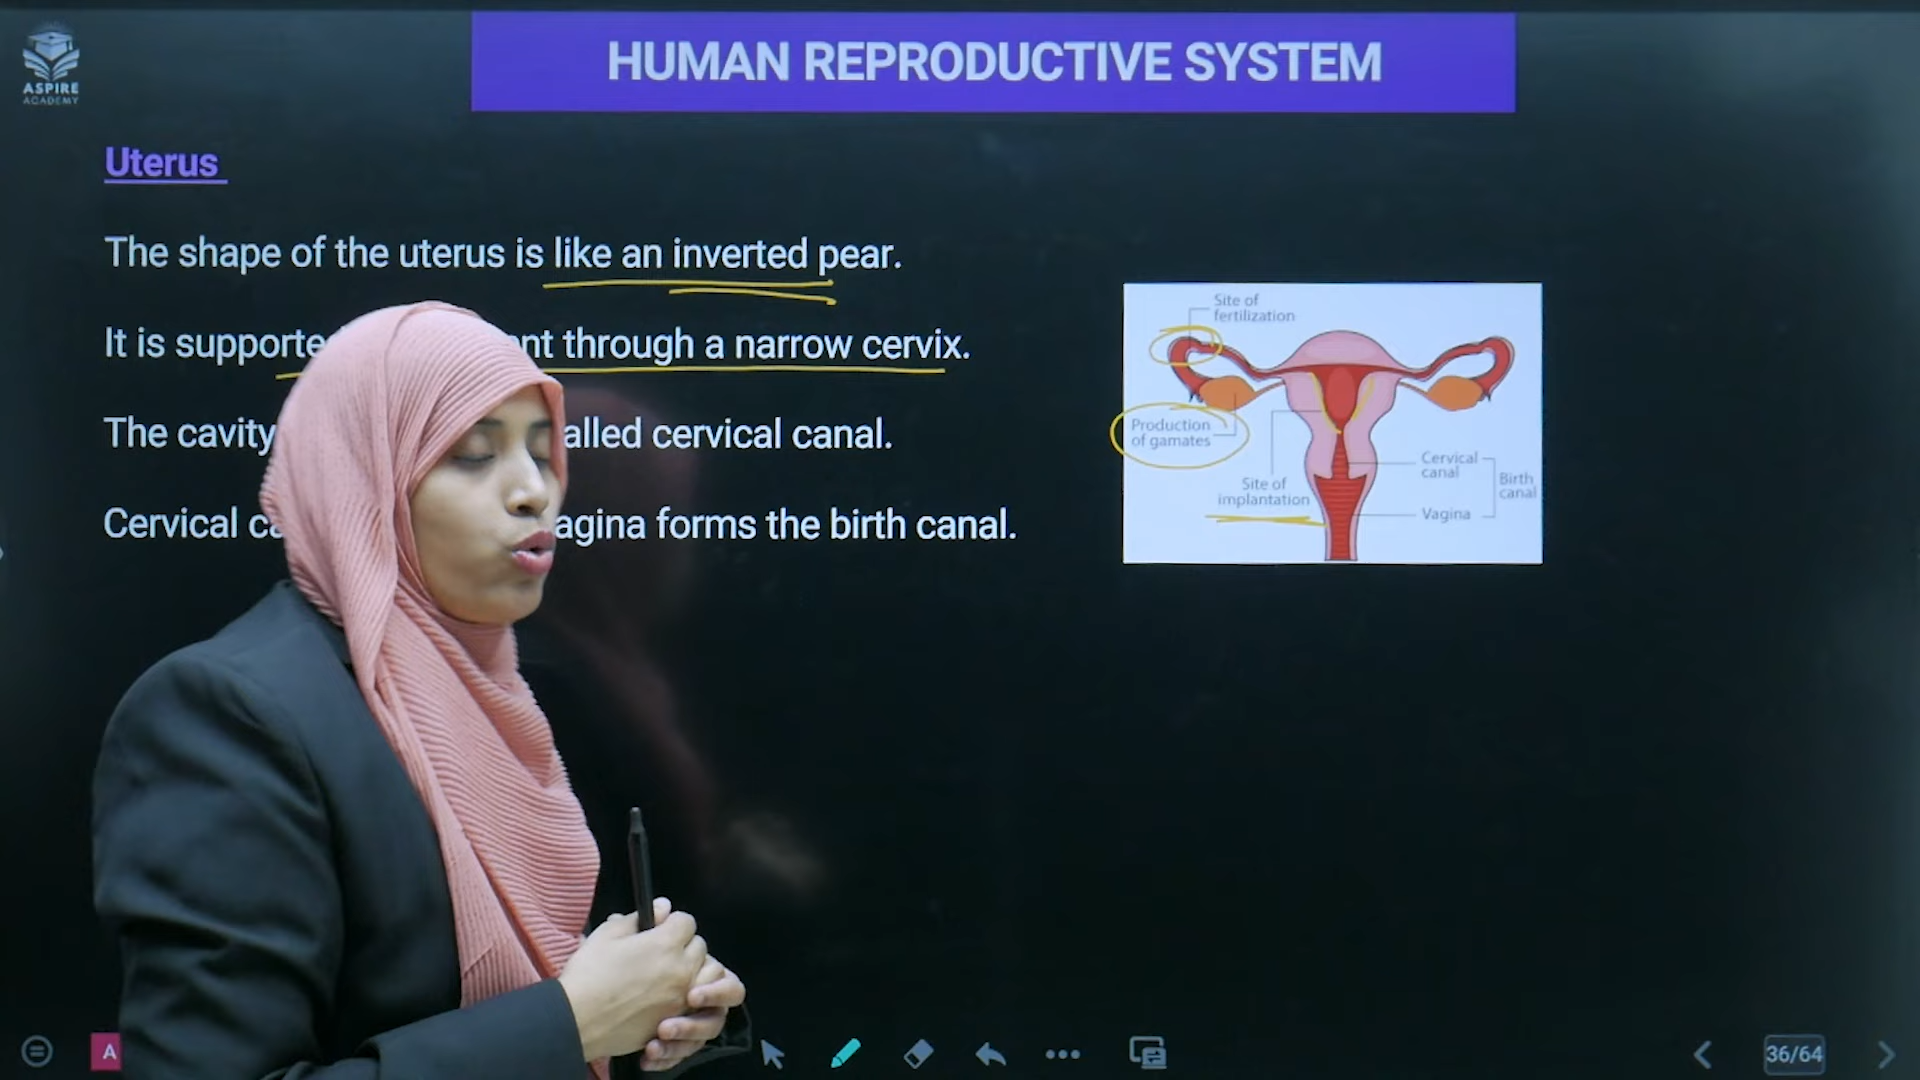 ASPIRE
ACADEMY
HUMAN REPRODUCTIVE SYSTEM
Uterus
The shape of the uterus is like an inverted pear.
It is supporte nt through a narrow cervix.
The cavity alled cervical canal.
Cervical ca agina forms the birth canal.
Site of
fertilization
Production
of gamates
Site of
implantation
Cervical
canal
Vagina
Birth
canal
A
36/64